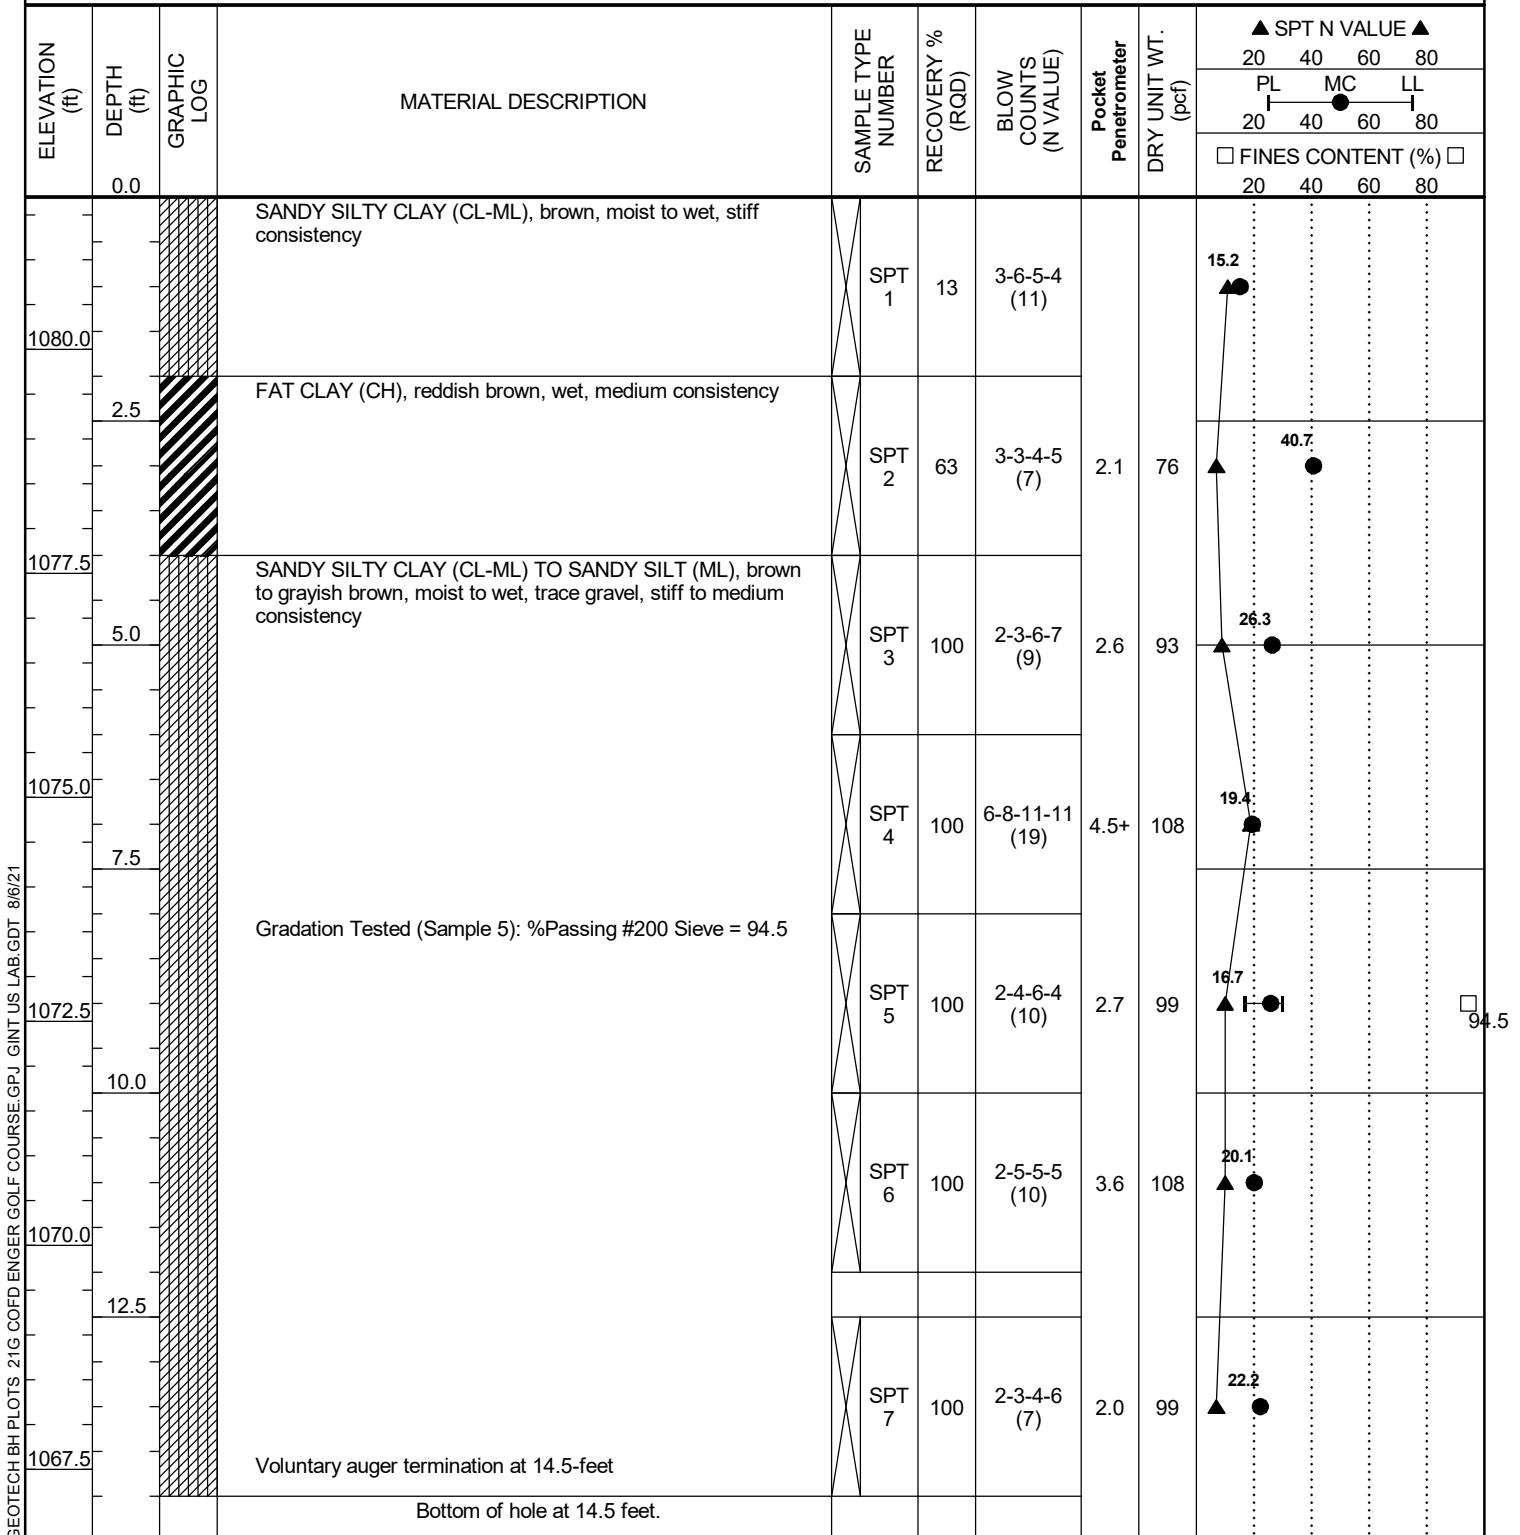 ELEVATION (ft)
DEPTH (ft)
GRAPHIC LOG
MATERIAL DESCRIPTION
SAMPLE TYPE NUMBER
RECOVERY % (RQD)
BLOW COUNTS (N VALUE)
Pocket Penetrometer
DRY UNIT WT. (pcf)
▲ SPT N VALUE ▲
20 40 60 80
PL MC LL
20 40 60 80
□ FINES CONTENT (%) □
20 40 60 80
0.0
SANDY SILTY CLAY (CL-ML), brown, moist to wet, stiff
consistency
15.2
SPT 1
13
3-6-5-4 (11)
1080.0
FAT CLAY (CH), reddish brown, wet, medium consistency
2.5
40.7
SPT 2
63
3-3-4-5 (7)
2.1
76
1077.5
SANDY SILTY CLAY (CL-ML) TO SANDY SILT (ML), brown
to grayish brown, moist to wet, trace gravel, stiff to medium
consistency
5.0
26.3
SPT 3
100
2-3-6-7 (9)
2.6
93
1075.0
19.4
SPT 4
100
6-8-11-11 (19)
4.5+
108
7.5
Gradation Tested (Sample 5): %Passing #200 Sieve = 94.5
16.7
SPT 5
100
2-4-6-4 (10)
2.7
99
94.5
1072.5
10.0
20.1
SPT 6
100
2-5-5-5 (10)
3.6
108
1070.0
12.5
22.2
SPT 7
100
2-3-4-6 (7)
2.0
99
1067.5
Voluntary auger termination at 14.5-feet
Bottom of hole at 14.5 feet.
GEOTECH BH PLOTS 21G COFD ENGER GOLF COURSE.GPJ GINT US LAB.GDT 8/6/21